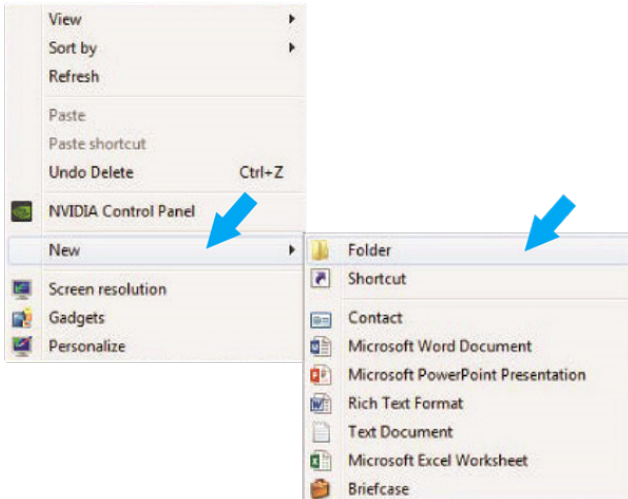 View
Sort by
Refresh
Paste
Paste shortcut
Undo Delete Ctrl+Z
NVIDIA Control Panel
New
Screen resolution
Gadgets
Personalize
Folder
Shortcut
Contact
Microsoft Word Document
Microsoft PowerPoint Presentation
Rich Text Format
Text Document
Microsoft Excel Worksheet
Briefcase